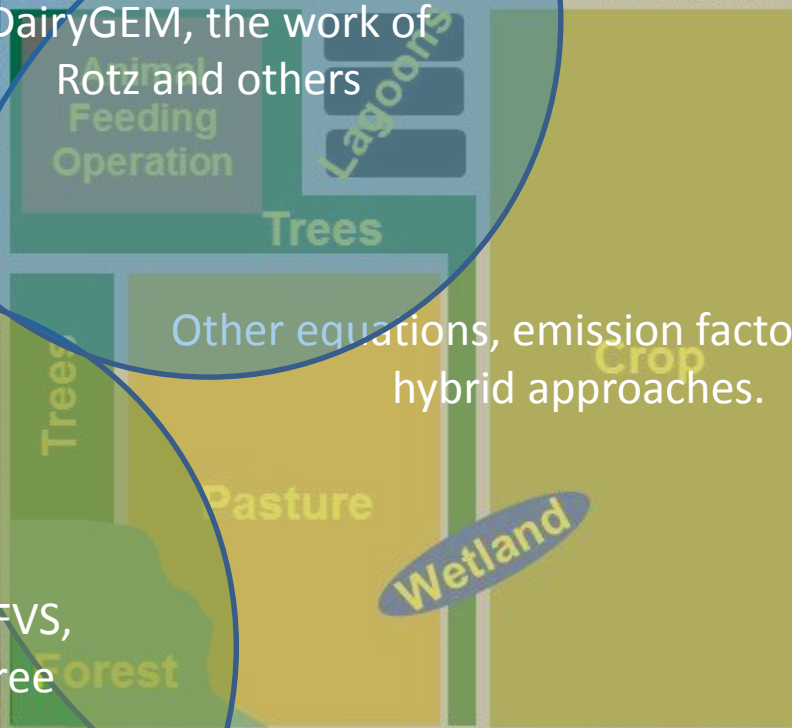 DairyGEM, the work of
Rotz and others
Animal
Feeding
Operation
Lagoons
Trees
Trees
Other equations, emission facto
hybrid approaches.
Crop
Pasture
Wetland
FVS,
ree
Forest